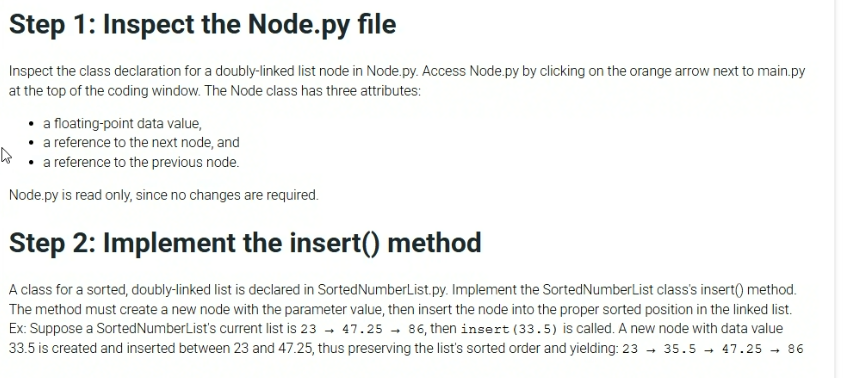 Step 1: Inspect the Node.py file
Inspect the class declaration for a doubly-linked list node in Node.py. Access Node.py by clicking on the orange arrow next to main.py
at the top of the coding window. The Node class has three attributes:
• a floating-point data value,
• a reference to the next node, and
• a reference to the previous node.
Node.py is read only, since no changes are required.
Step 2: Implement the insert() method
A class for a sorted, doubly-linked list is declared in SortedNumberList.py. Implement the SortedNumberList class's insert() method.
The method must create a new node with the parameter value, then insert the node into the proper sorted position in the linked list.
Ex: Suppose a SortedNumberList's current list is 23 → 47.25 → 86, then insert(33.5) is called. A new node with data value
33.5 is created and inserted between 23 and 47.25, thus preserving the list's sorted order and yielding: 23 → 35.5 → 47.25 → 86